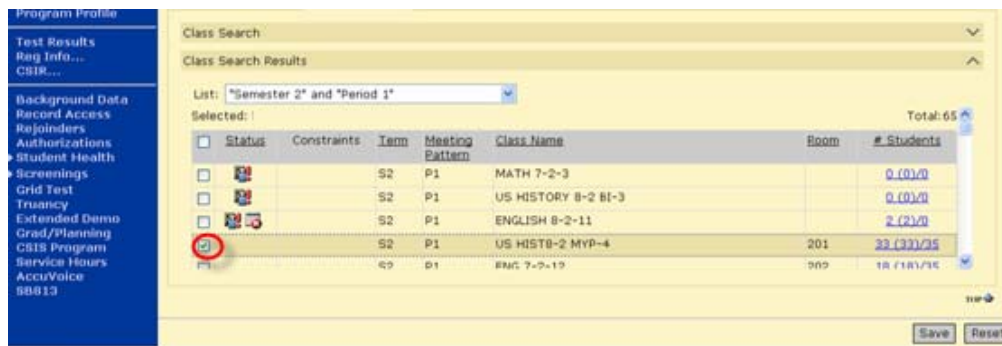 Program Profile
Test Results
Reg Info...
CSIR...
Background Data
Record Access
Rejoinders
Authorizations
Student Health
Screenings
Grid Test
Truancy
Extended Demo
Grad/Planning
CSIS Program
Service Hours
AccuVoice
SB813
Class Search
Class Search Results
List: "Semester 2" and "Period 1"
Selected: Total: 65
Status Constraints Term Meeting Pattern Class Name Room # Students
S2 P1 MATH 7-2-3 0 (0)/0
S2 P1 US HISTORY 8-2 BI-3 0 (0)/0
S2 P1 ENGLISH 8-2-11 2 (2)/0
S2 P1 US HIST8-2 MYP-4 201 33 (33)/35
S2 P1 ENG 7-2-12 202 18 (18)/35
TOP
Save Reset